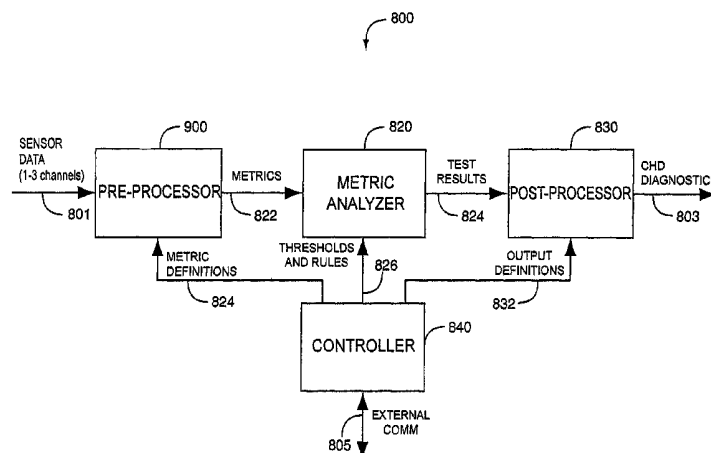 800
SENSOR
DATA
(1-3 channels)
801
900
PRE-PROCESSOR
METRICS
822
820
METRIC
ANALYZER
TEST
RESULTS
824
830
POST-PROCESSOR
CHD
DIAGNOSTIC
803
METRIC
DEFINITIONS
824
THRESHOLDS
AND RULES
826
OUTPUT
DEFINITIONS
832
CONTROLLER
840
805
EXTERNAL
COMM